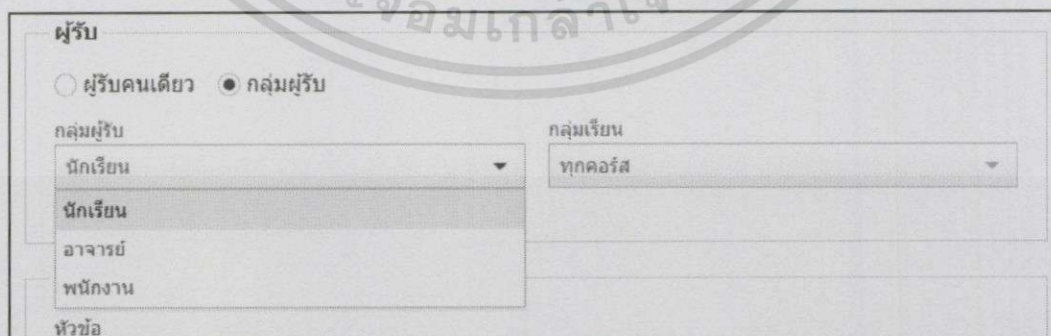 ผู้รับ
ผู้รับคนเดียว กลุ่มผู้รับ
กลุ่มผู้รับ กลุ่มเรียน
นักเรียน ทุกคอร์ส
นักเรียน
อาจารย์
พนักงาน
หัวข้อ